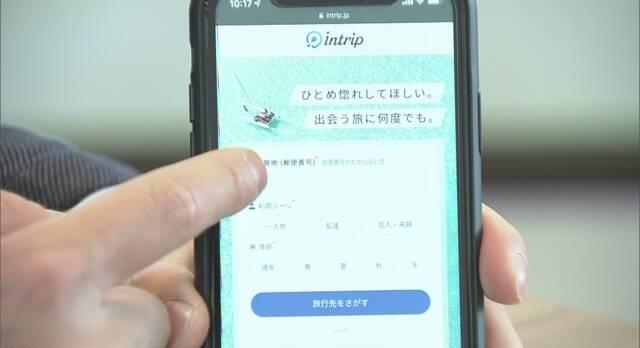 10:17
intrip.jp
intrip
ひとめ惚れしてほしい。
出会う旅に何度でも。
発地 (郵便番号)*
利用シーン*
一人旅 友達 恋人・夫婦
季節*
通年 春 夏 秋 冬
旅行先をさがす